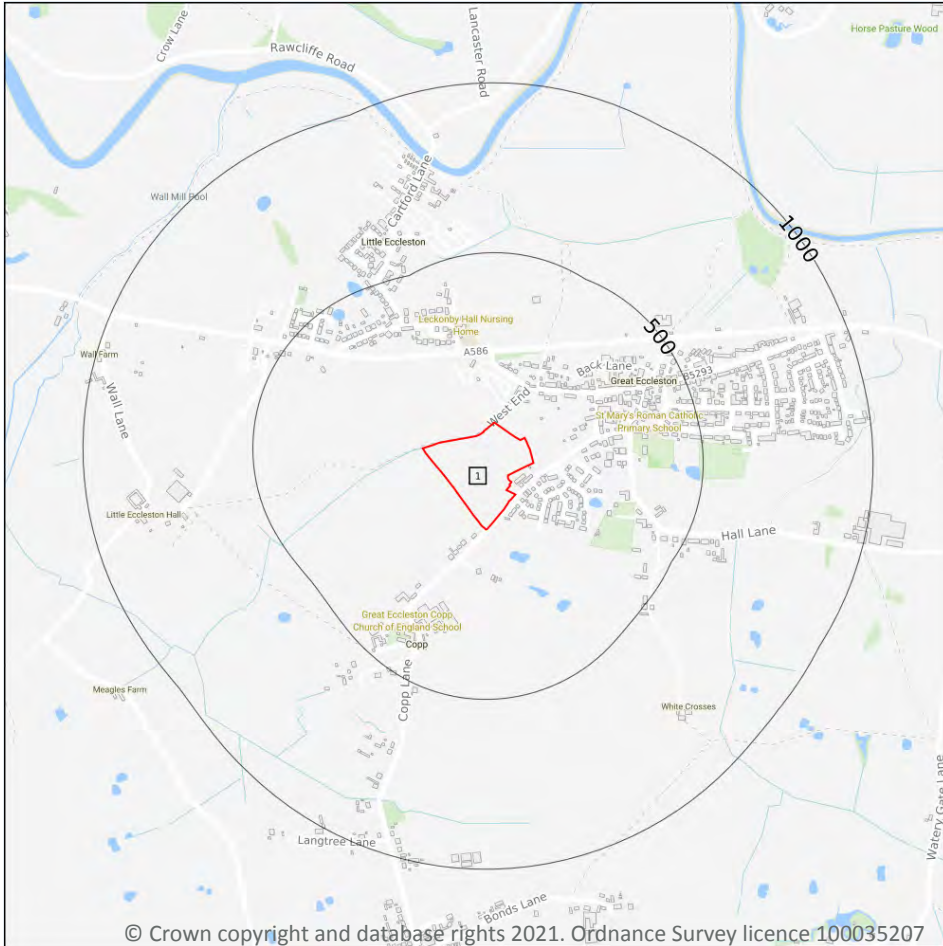 Crow Lane
Rawcliffe Road
Lancaster Road
Horse Pasture Wood
Wall Mill Pool
Cartford Lane
Little Eccleston
1000
500
Leckonby Hall Nursing
Home
A586
Back Lane
B5293
Great Eccleston
West End
St Mary's Roman Catholic
Primary School
Wall Farm
Wall Lane
1
Little Eccleston Hall
Hall Lane
Great Eccleston Copp
Church of England School
Copp
Copp Lane
Meagles Farm
White Crosses
Watery Gate Lane
Langtree Lane
Bonds Lane
© Crown copyright and database rights 2021. Ordnance Survey licence 100035207